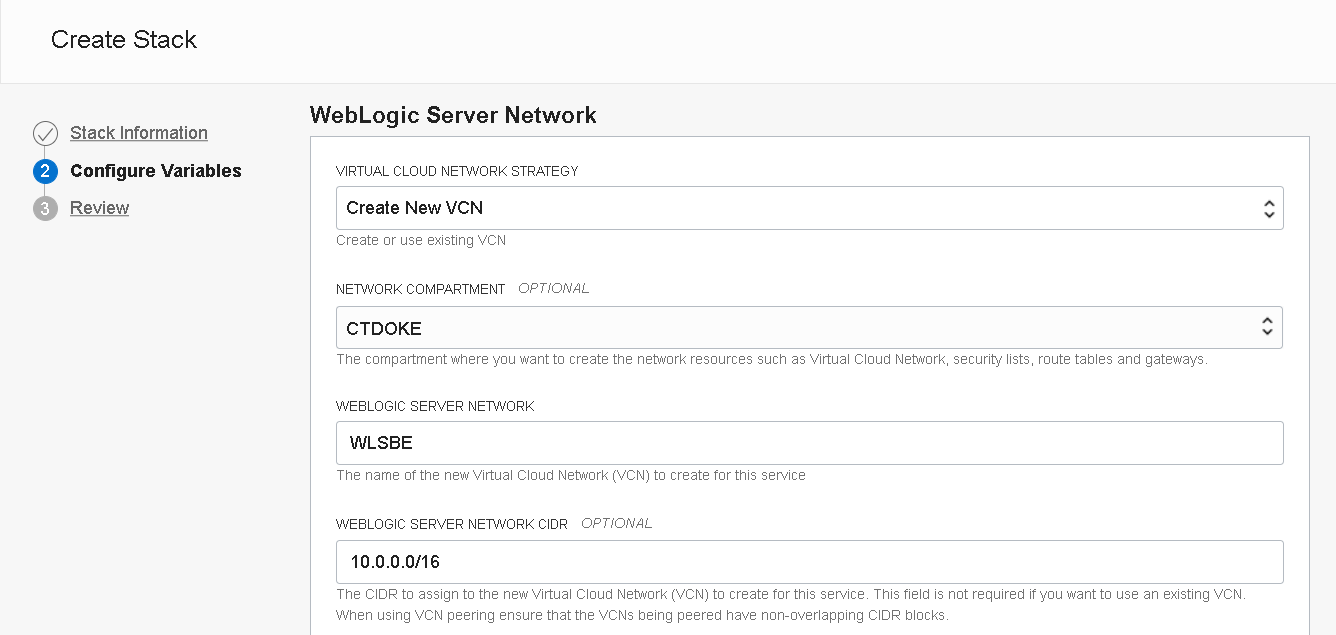 Create Stack
Stack Information
2 Configure Variables
3 Review
WebLogic Server Network
VIRTUAL CLOUD NETWORK STRATEGY
Create New VCN
Create or use existing VCN
NETWORK COMPARTMENT OPTIONAL
CTDOKE
The compartment where you want to create the network resources such as Virtual Cloud Network, security lists, route tables and gateways.
WEBLOGIC SERVER NETWORK
WLSBE
The name of the new Virtual Cloud Network (VCN) to create for this service
WEBLOGIC SERVER NETWORK CIDR OPTIONAL
10.0.0.0/16
The CIDR to assign to the new Virtual Cloud Network (VCN) to create for this service. This field is not required if you want to use an existing VCN.
When using VCN peering ensure that the VCNs being peered have non-overlapping CIDR blocks.